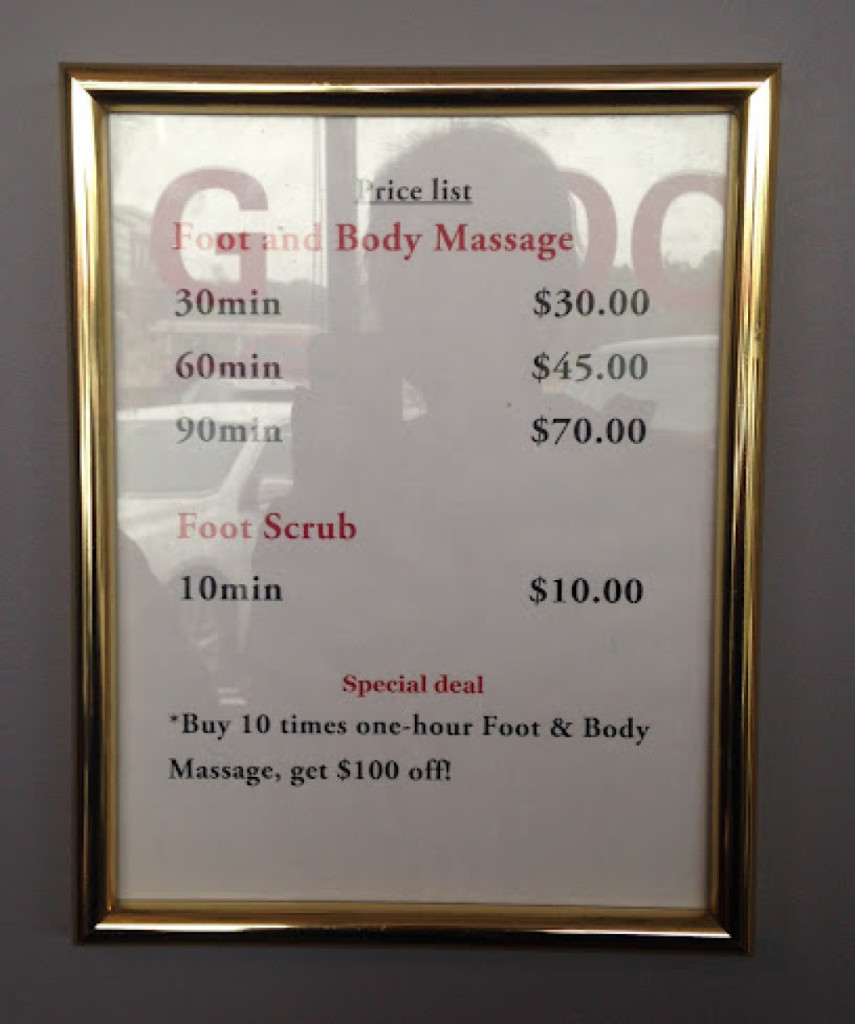 Price list
Foot and Body Massage
30min $30.00
60min $45.00
90min $70.00
Foot Scrub
10min $10.00
Special deal
*Buy 10 times one-hour Foot & Body
Massage, get $100 off!